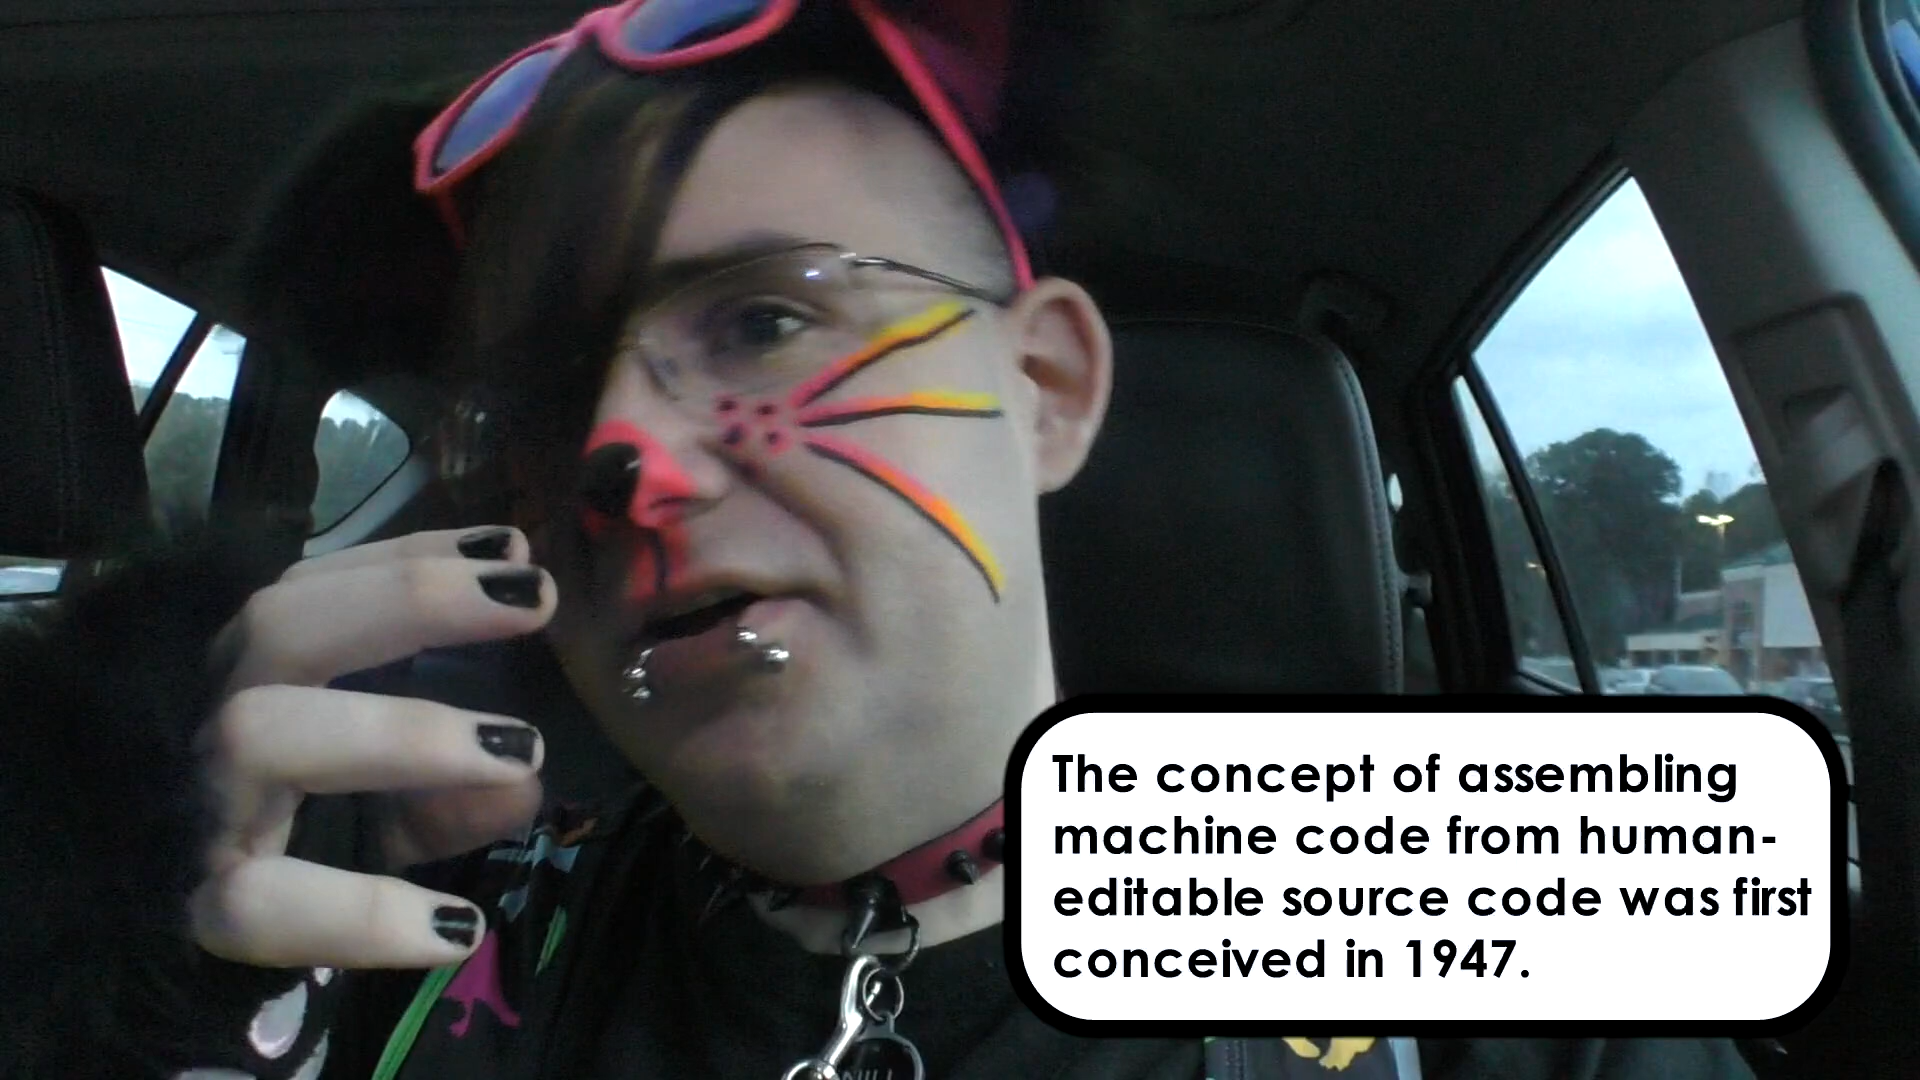 The concept of assembling
machine code from human-
editable source code was first
conceived in 1947.